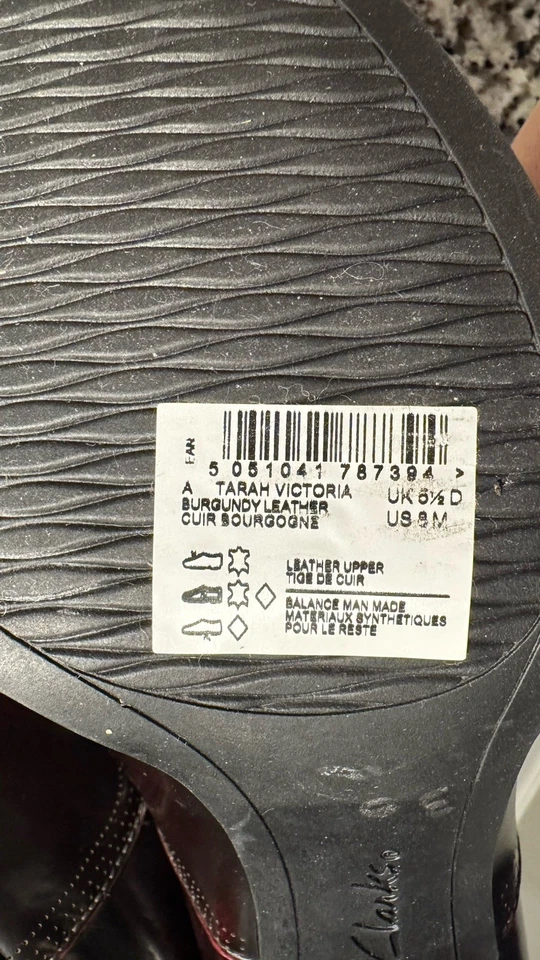 EAN
5 051041 787394 >
A TARAH VICTORIA UK 5½ D
BURGUNDY LEATHER
CUIR BOURGOGNE US 8 M
LEATHER UPPER
TIGE DE CUIR
BALANCE MAN MADE
MATERIAUX SYNTHETIQUES
POUR LE RESTE
Clarks®